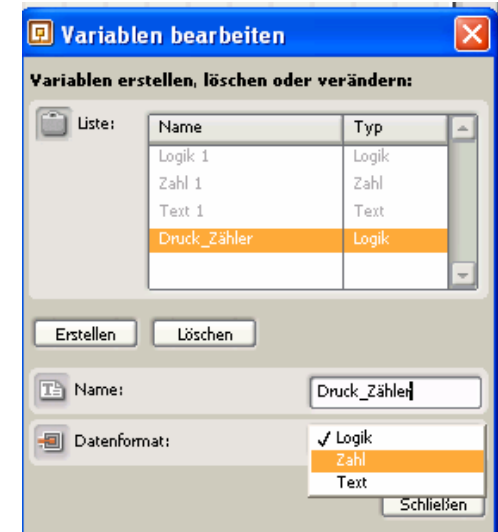 Variablen bearbeiten
Variablen erstellen, löschen oder verändern:
Liste:
Name Typ
Logik 1 Logik
Zahl 1 Zahl
Text 1 Text
Druck_Zähler Logik
Erstellen Löschen
Name: Druck_Zähler
Datenformat: ✓ Logik
Zahl
Text
Schließen